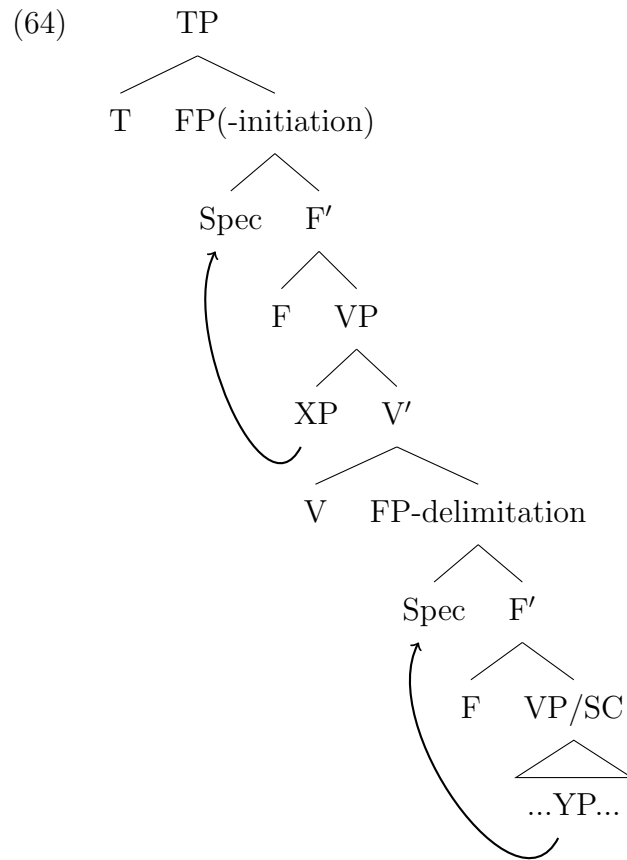 (64) TP
T FP(-initiation)
Spec F′
F VP
XP V′
V FP-delimitation
Spec F′
F VP/SC
...YP...